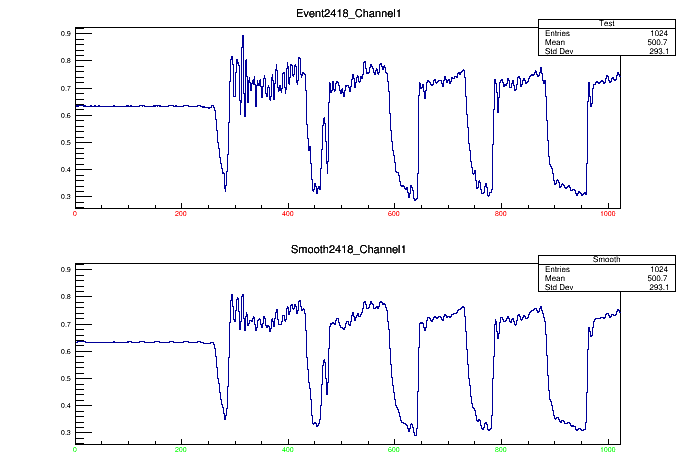 Event2418_Channel1
Test
Entries 1024
Mean 500.7
Std Dev 293.1
0.9
0.8
0.7
0.6
0.5
0.4
0.3
0 200 400 600 800 1000
Smooth2418_Channel1
Smooth
Entries 1024
Mean 500.7
Std Dev 293.1
0.9
0.8
0.7
0.6
0.5
0.4
0.3
0 200 400 600 800 1000